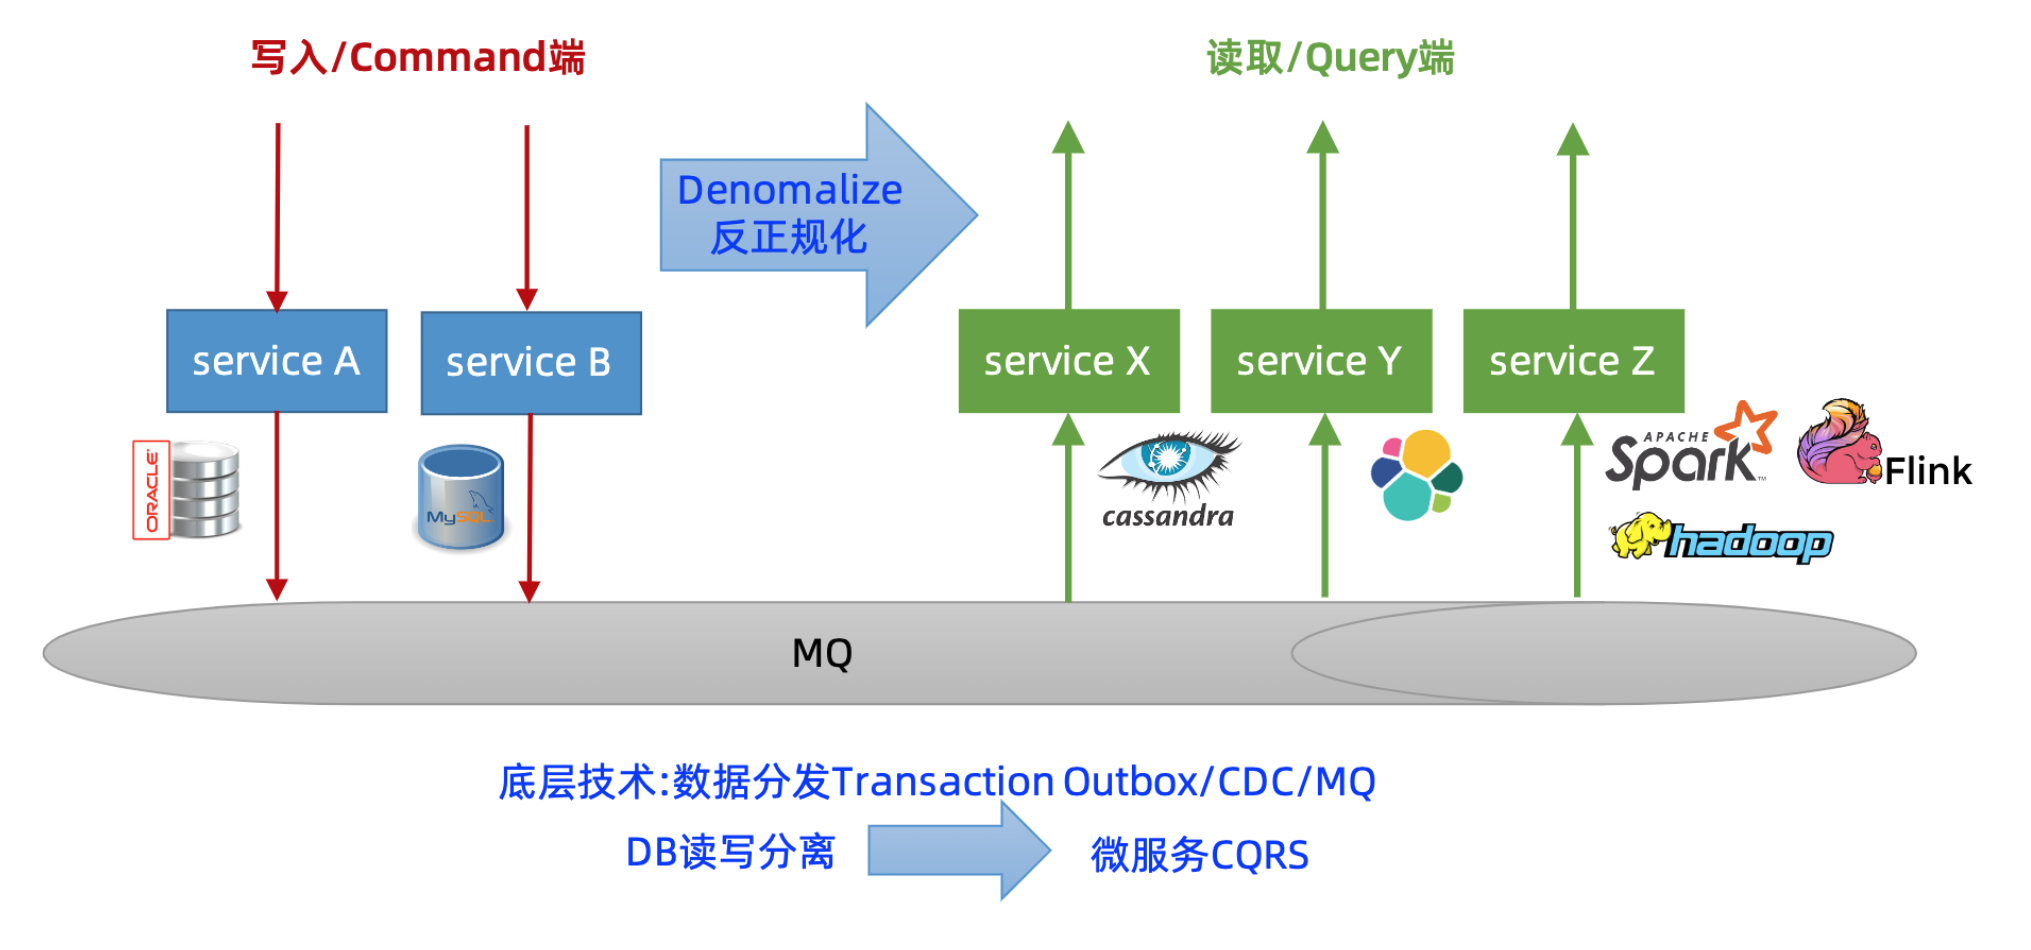 写入/Command端
读取/Query端
Denomalize
反正规化
service A
service B
service X
service Y
service Z
ORACLE
MySQL
cassandra
APACHE
Spark
Flink
hadoop
MQ
底层技术:数据分发Transaction Outbox/CDC/MQ
DB读写分离
微服务CQRS